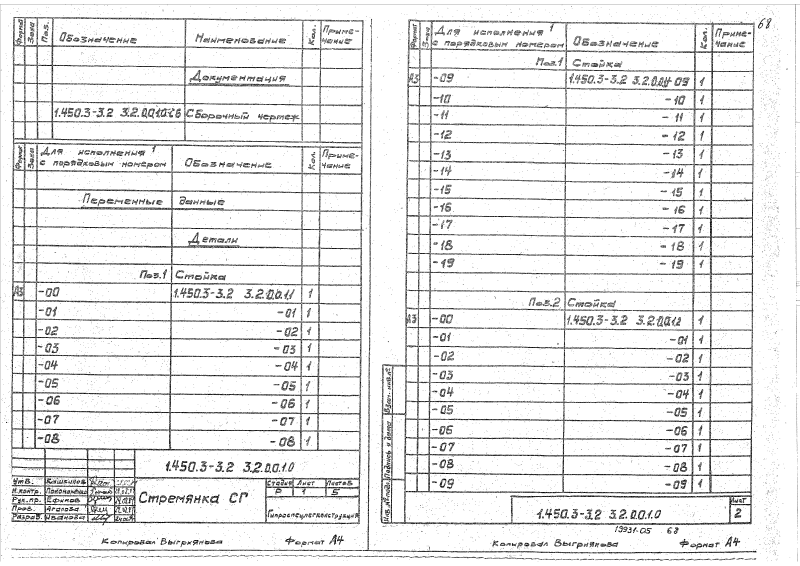 Формат Зона Поз. Обозначение Наименование Кол. Приме-чание
Документация
1.450.3-3.2 3.2.0.0.1.0 СБ Сборочный чертеж
Формат Зона Для исполнения с порядковым номером 1 Обозначение Кол. Приме-чание
Переменные данные
Детали
Поз.1 Стойка
А3 -00 1.450.3-3.2 3.2.0.0.1.1 1
-01 -01 1
-02 -02 1
-03 -03 1
-04 -04 1
-05 -05 1
-06 -06 1
-07 -07 1
-08 -08 1
1.450.3-3.2 3.2.0.0.1.0
Утв.
Н.контр.
Рук.пр. Ефимов
Пров. Агапова
Разраб. Иванова
Стремянка СГ
Стадия Лист Листов
Р 1 5
Копировал Выгриянова Формат А4
68
Формат Зона Для исполнения с порядковым номером 1 Обозначение Кол. Приме-чание
Поз.1 Стойка
А3 -09 1.450.3-3.2 3.2.0.0.1.1-09 1
-10 -10 1
-11 -11 1
-12 -12 1
-13 -13 1
-14 -14 1
-15 -15 1
-16 -16 1
-17 -17 1
-18 -18 1
-19 -19 1
Поз.2 Стойка
А3 -00 1.450.3-3.2 3.2.0.0.1.2 1
-01 -01 1
-02 -02 1
-03 -03 1
-04 -04 1
-05 -05 1
-06 -06 1
-07 -07 1
-08 -08 1
-09 -09 1
Инв. № подл. Подпись и дата Взам. инв. №
1.450.3-3.2 3.2.0.0.1.0
Лист
2
19931-05 68
Копировал Выгриянова Формат А4